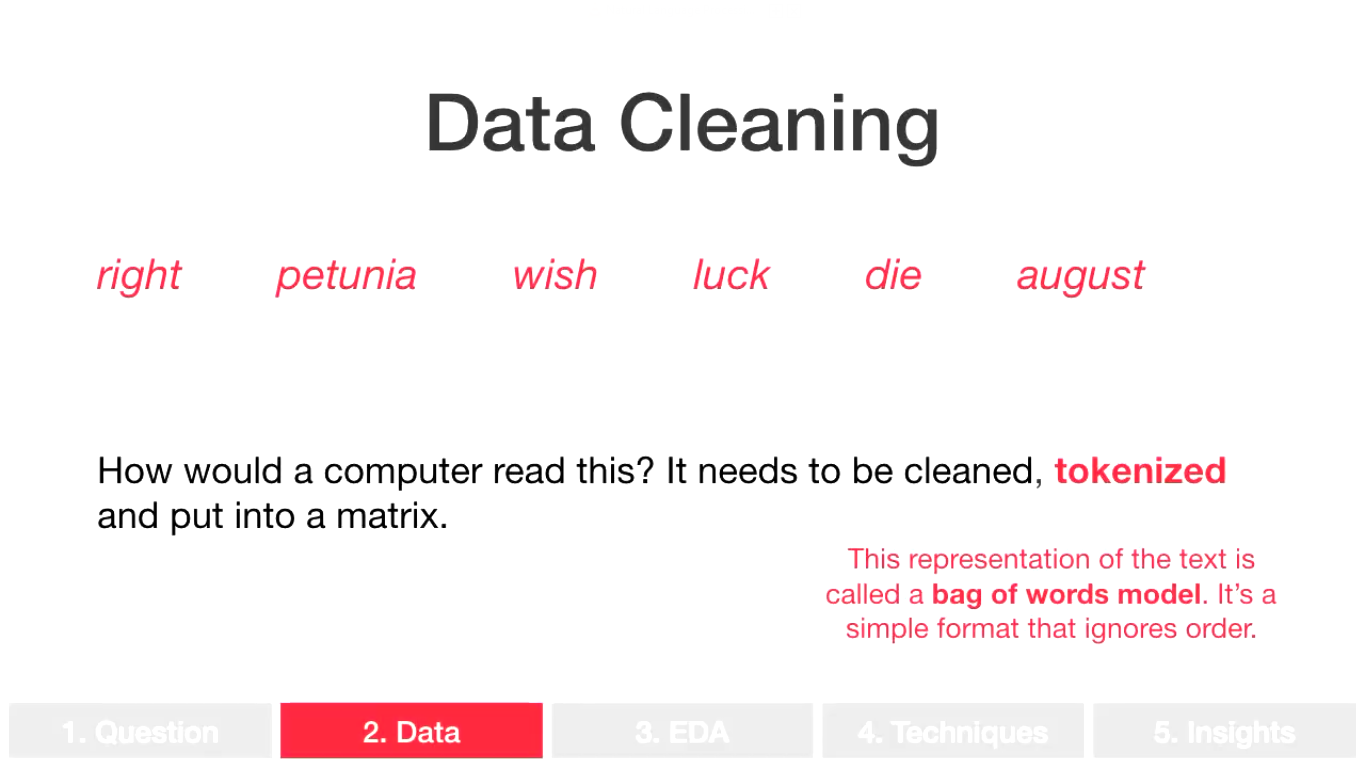 Data Cleaning
right petunia wish luck die august
How would a computer read this? It needs to be cleaned, tokenized
and put into a matrix.
This representation of the text is
called a bag of words model. It’s a
simple format that ignores order.
1. Question 2. Data 3. EDA 4. Techniques 5. Insights